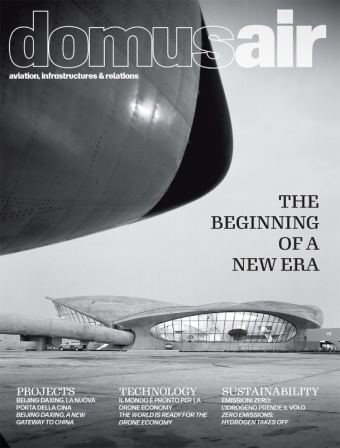 domusair
aviation, infrastructures & relations
THE
BEGINNING
OF A
NEW ERA
PROJECTS
BEIJING DAXING, LA NUOVA
PORTA DELLA CINA
BEIJING DAXING, A NEW
GATEWAY TO CHINA
TECHNOLOGY
IL MONDO È PRONTO PER LA
DRONE ECONOMY
THE WORLD IS READY FOR THE
DRONE ECONOMY
SUSTAINABILITY
EMISSIONI ZERO:
L'IDROGENO PRENDE IL VOLO
ZERO EMISSIONS:
HYDROGEN TAKES OFF